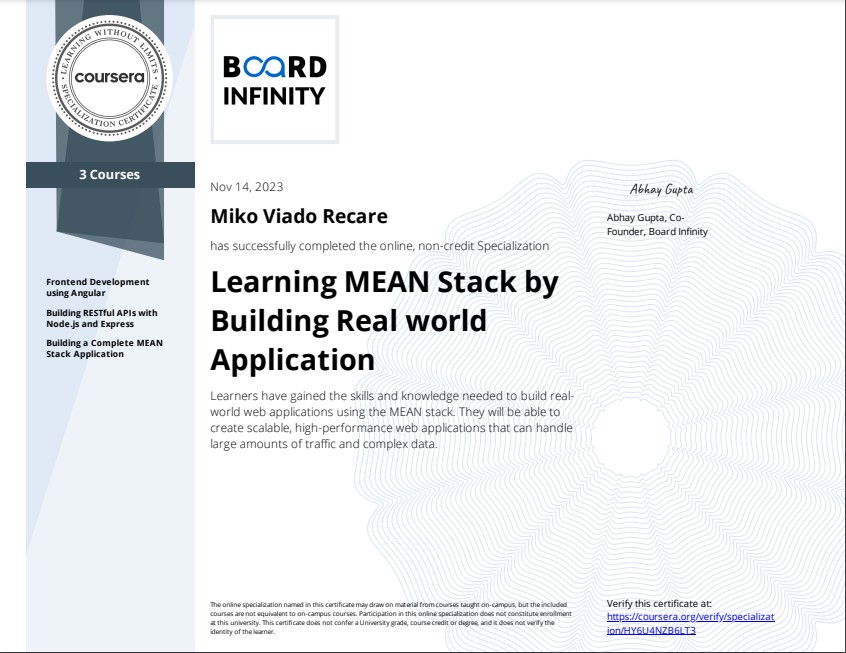 LEARNING WITHOUT LIMITS
coursera
SPECIALIZATION CERTIFICATE
3 Courses
Frontend Development
using Angular
Building RESTful APIs with
Node.js and Express
Building a Complete MEAN
Stack Application
BOARD
INFINITY
Nov 14, 2023
Miko Viado Recare
has successfully completed the online, non-credit Specialization
Learning MEAN Stack by
Building Real world
Application
Learners have gained the skills and knowledge needed to build real-
world web applications using the MEAN stack. They will be able to
create scalable, high-performance web applications that can handle
large amounts of traffic and complex data.
Abhay Gupta
Abhay Gupta, Co-
Founder, Board Infinity
The online specialization named in this certificate may draw on material from courses taught on-campus, but the included
courses are not equivalent to on-campus courses. Participation in this online specialization does not constitute enrollment
at this university. This certificate does not confer a University grade, course credit or degree, and it does not verify the
identity of the learner.
Verify this certificate at:
https://coursera.org/verify/specializat
ion/HY6U4NZB6LT3